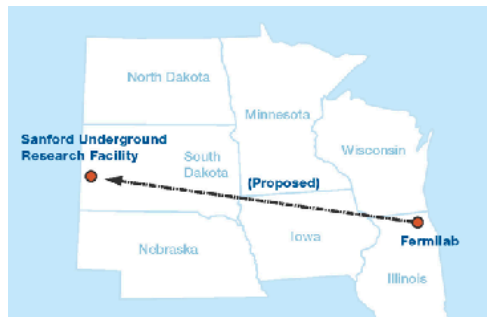 North Dakota
Minnesota
Sanford Underground
Research Facility
Wisconsin
South
Dakota
(Proposed)
Fermilab
Iowa
Nebraska
Illinois